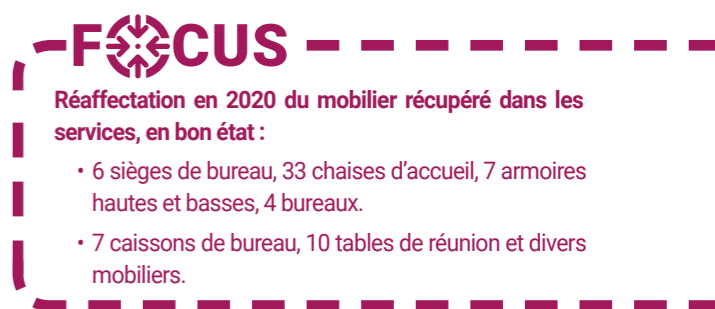 FOCUS
Réaffectation en 2020 du mobilier récupéré dans les
services, en bon état :
• 6 sièges de bureau, 33 chaises d'accueil, 7 armoires
hautes et basses, 4 bureaux.
• 7 caissons de bureau, 10 tables de réunion et divers
mobiliers.